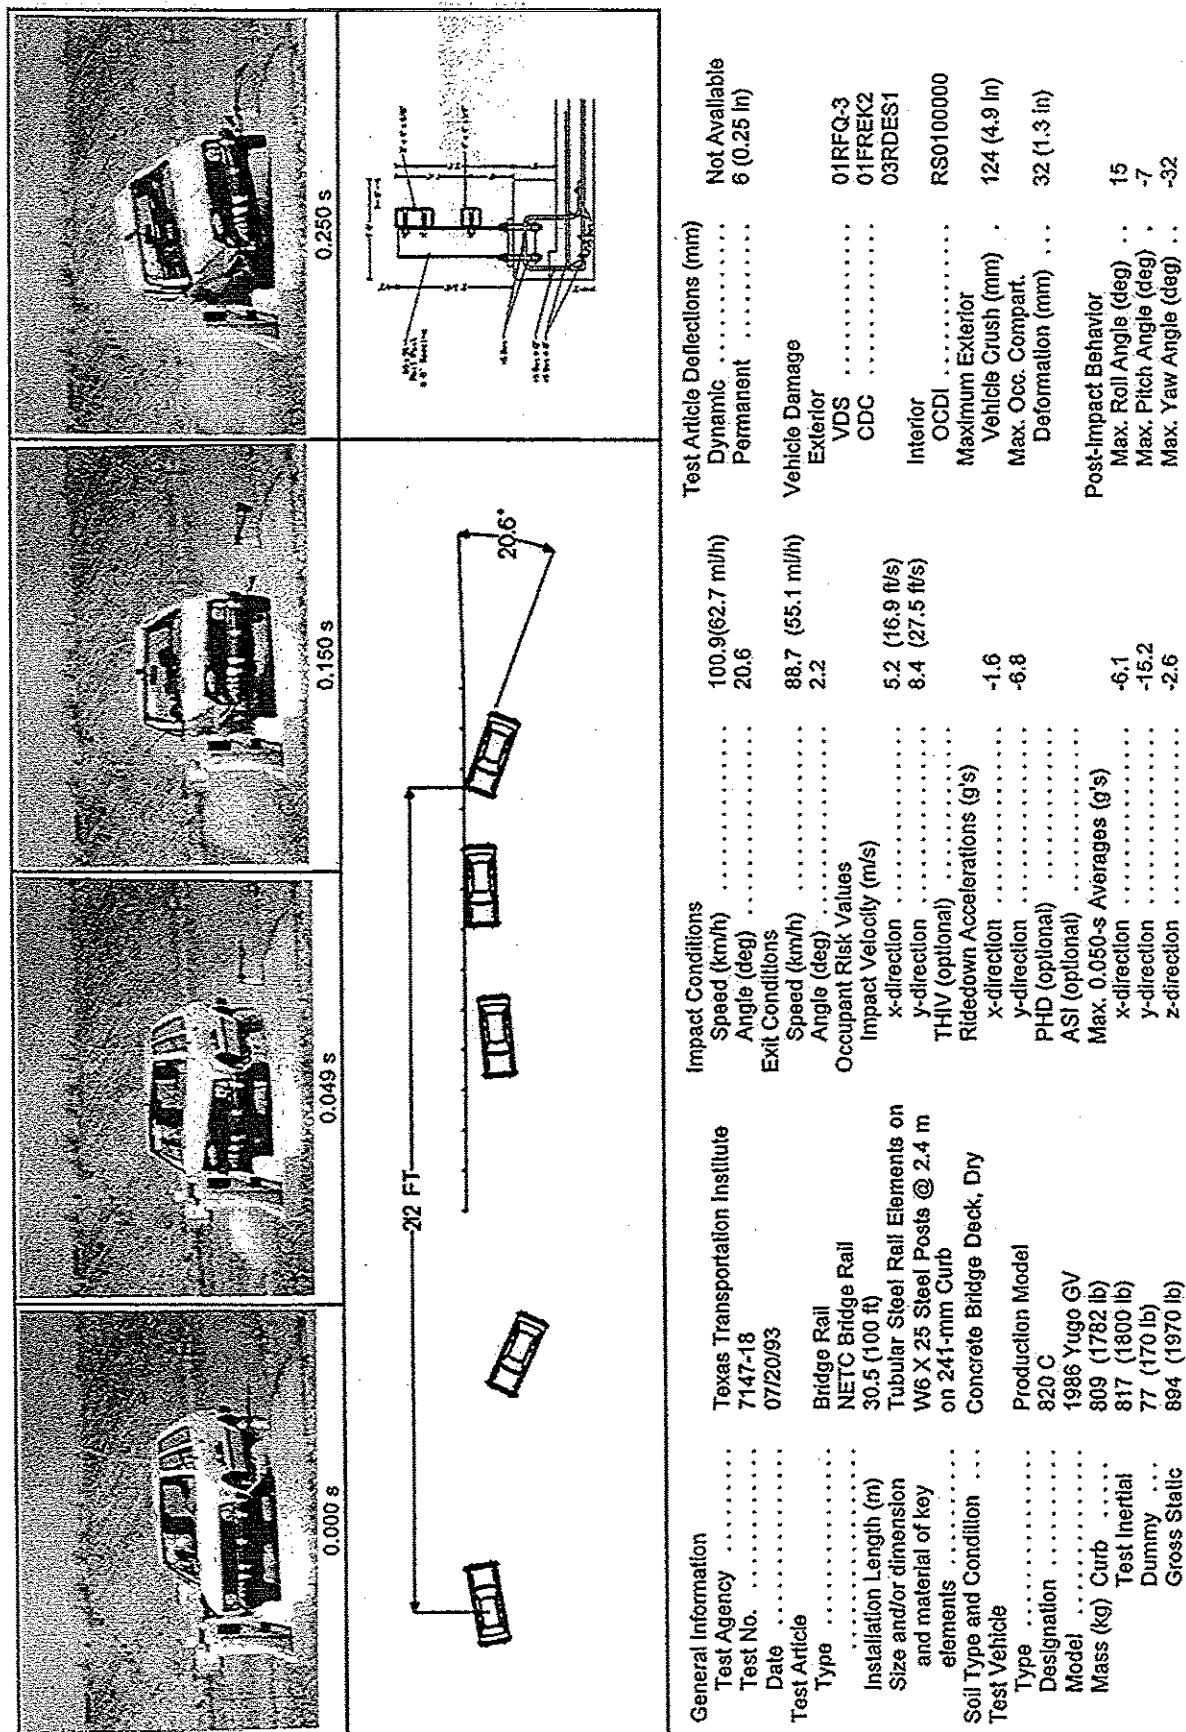 0.000 s
0.049 s
0.150 s
0.250 s
212 FT
20.6°
General Information
Test Agency ........ Texas Transportation Institute
Test No. ........... 7147-18
Date ............... 07/20/93
Test Article
Type ............... Bridge Rail
............... NETC Bridge Rail
Installation Length (m) 30.5 (100 ft)
Size and/or dimension Tubular Steel Rail Elements on
and material of key W6 X 25 Steel Posts @ 2.4 m
elements .......... on 241-mm Curb
Soil Type and Condition ... Concrete Bridge Deck, Dry
Test Vehicle
Type ............... Production Model
Designation ......... 820 C
Model .............. 1986 Yugo GV
Mass (kg) Curb ..... 809 (1782 lb)
Test Inertial 817 (1800 lb)
Dummy ... 77 (170 lb)
Gross Static 894 (1970 lb)
Impact Conditions
Speed (km/h) ............... 100.9(62.7 mi/h)
Angle (deg) ................ 20.6
Exit Conditions
Speed (km/h) ............... 88.7 (55.1 mi/h)
Angle (deg) ................ 2.2
Occupant Risk Values
Impact Velocity (m/s)
x-direction ............... 5.2 (16.9 ft/s)
y-direction ............... 8.4 (27.5 ft/s)
THIV (optional) ............
Ridedown Accelerations (g's)
x-direction ............... -1.6
y-direction ............... -6.8
PHD (optional) .............
ASI (optional) .............
Max. 0.050-s Averages (g's)
x-direction ............... -6.1
y-direction ............... -15.2
z-direction ............... -2.6
Test Article Deflections (mm)
Dynamic ............ Not Available
Permanent .......... 6 (0.25 in)
Vehicle Damage
Exterior
VDS .............. 01RFQ-3
CDC .............. 01FREK2
03RDES1
Interior
OCDI ............. RS0100000
Maximum Exterior
Vehicle Crush (mm) . 124 (4.9 in)
Max. Occ. Compart.
Deformation (mm) ... 32 (1.3 in)
Post-Impact Behavior
Max. Roll Angle (deg) .. 15
Max. Pitch Angle (deg) . -7
Max. Yaw Angle (deg) .. -32